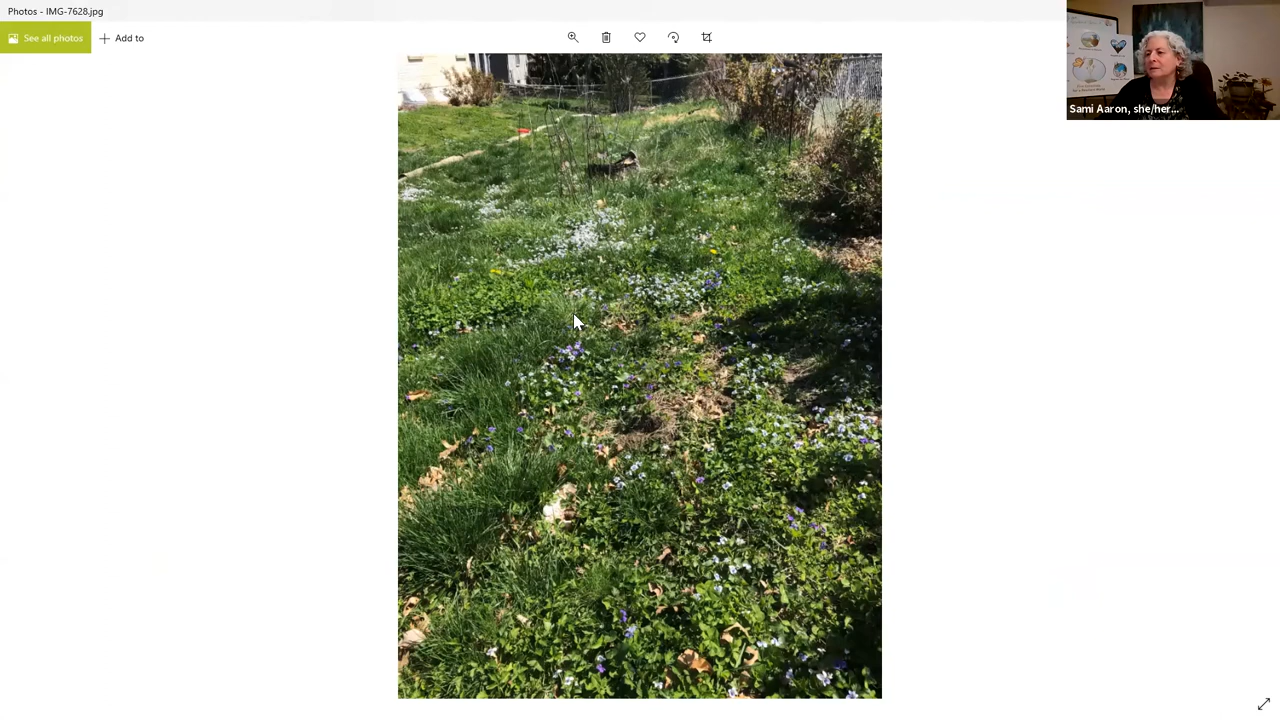 Photos - IMG-7628.jpg
See all photos
Add to
Sami Aaron, she/her...